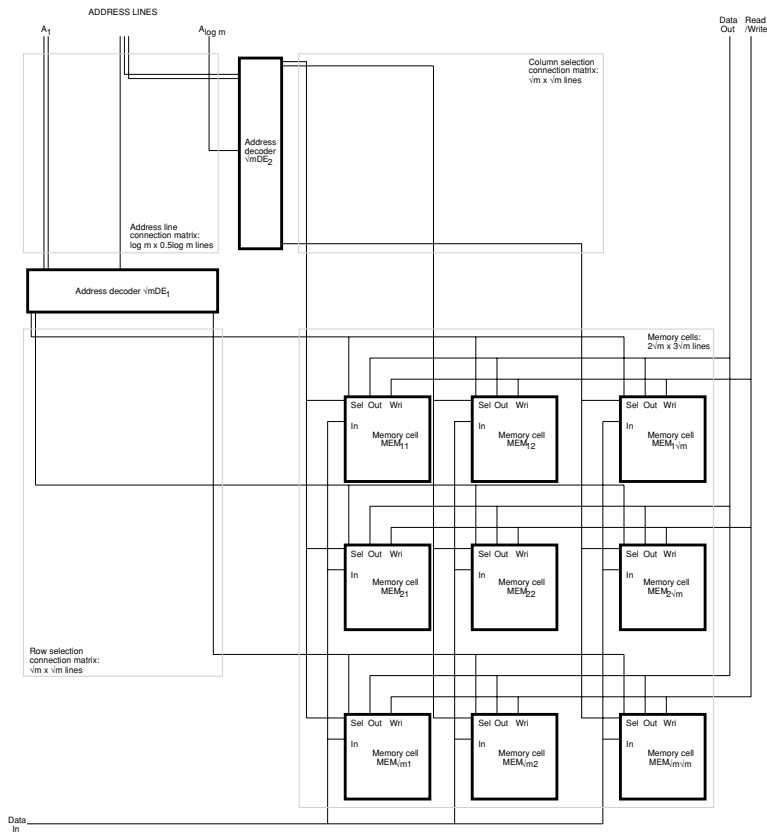 ADDRESS LINES
A1
Alog m
Data Out
Read /Write
Column selection
connection matrix:
√m x √m lines
Address
decoder
√mDE2
Address line
connection matrix:
log m x 0.5log m lines
Address decoder √mDE1
Memory cells:
2√m x 3√m lines
Sel Out Wri
In
Memory cell
MEM11
Sel Out Wri
In
Memory cell
MEM12
Sel Out Wri
In
Memory cell
MEM1√m
Sel Out Wri
In
Memory cell
MEM21
Sel Out Wri
In
Memory cell
MEM22
Sel Out Wri
In
Memory cell
MEM2√m
Row selection
connection matrix:
√m x √m lines
Sel Out Wri
In
Memory cell
MEM√m1
Sel Out Wri
In
Memory cell
MEM√m2
Sel Out Wri
In
Memory cell
MEM√m√m
Data
In